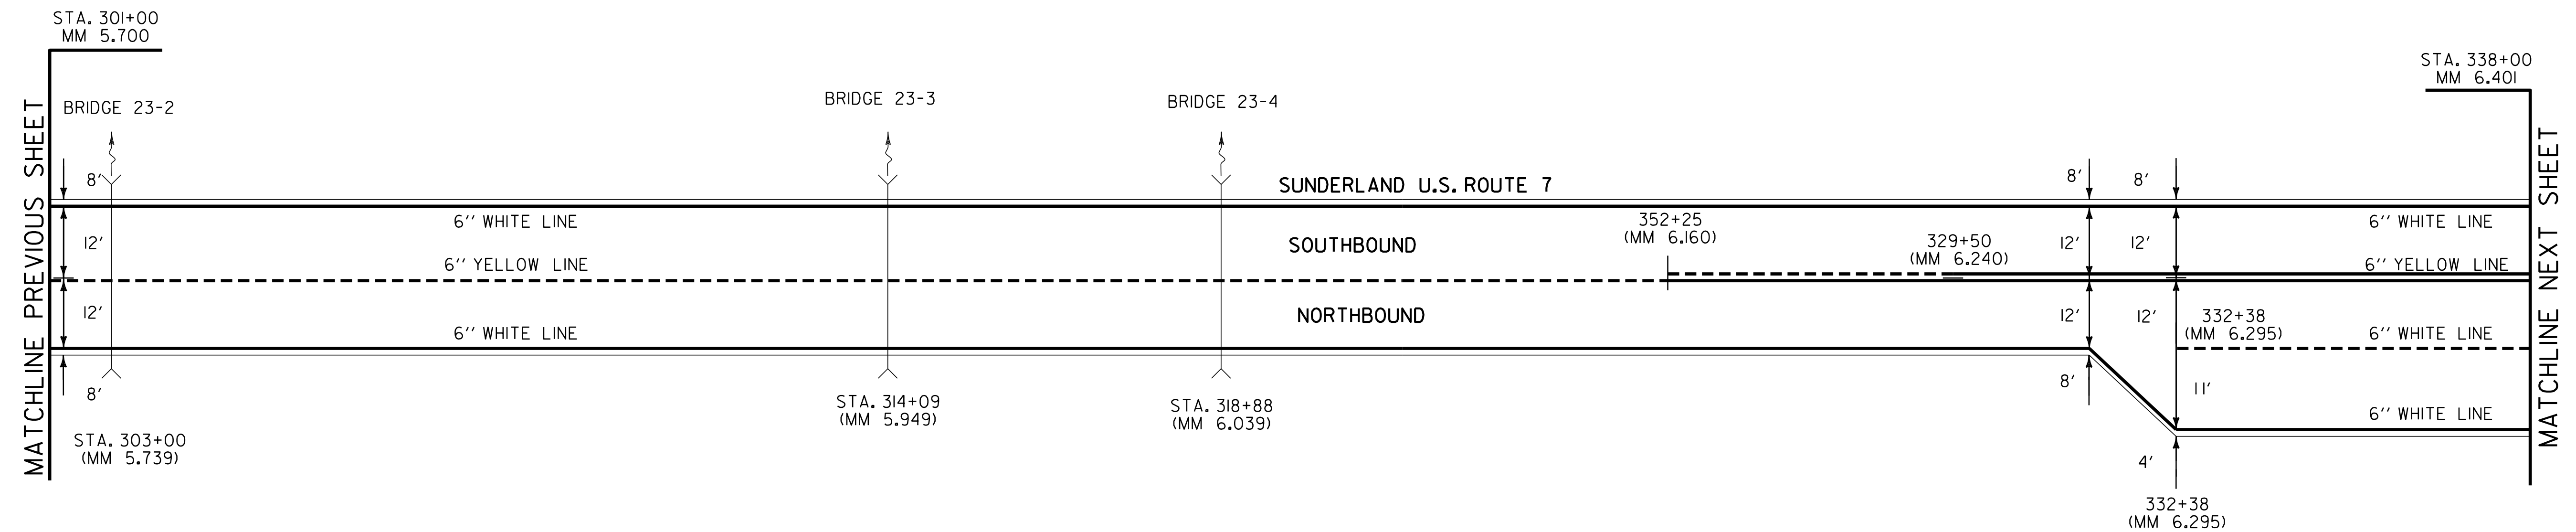 STA. 301+00
MM 5.700
STA. 338+00
MM 6.401
BRIDGE 23-2
BRIDGE 23-3
BRIDGE 23-4
MATCHLINE PREVIOUS SHEET
MATCHLINE NEXT SHEET
8'
SUNDERLAND U.S. ROUTE 7
8'
8'
6'' WHITE LINE
352+25
(MM 6.160)
6'' WHITE LINE
12'
SOUTHBOUND
329+50
(MM 6.240)
12'
12'
6'' YELLOW LINE
6'' YELLOW LINE
12'
NORTHBOUND
12'
12'
332+38
(MM 6.295)
6'' WHITE LINE
6'' WHITE LINE
8'
8'
11'
STA. 314+09
(MM 5.949)
STA. 318+88
(MM 6.039)
6'' WHITE LINE
STA. 303+00
(MM 5.739)
4'
332+38
(MM 6.295)